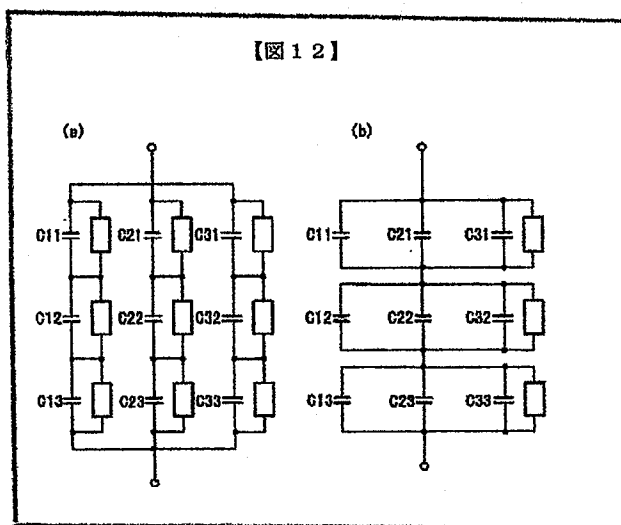 【図12】
(a) (b)
C11 C21 C31 C11 C21 C31
C12 C22 C32 C12 C22 C32
C13 C23 C33 C13 C23 C33